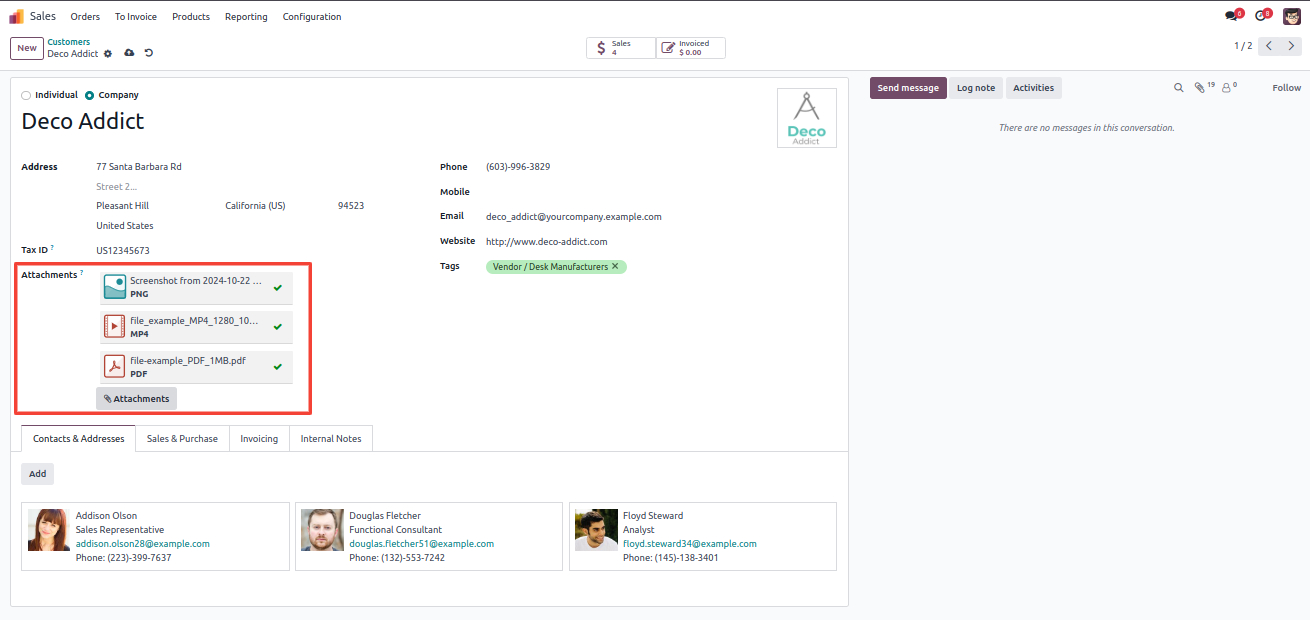 Sales Orders To Invoice Products Reporting Configuration 6 8
New Customers
Deco Addict
Sales
4
Invoiced
$ 0.00
1 / 2
Individual Company
Deco Addict
Deco
Addict
Address 77 Santa Barbara Rd
Street 2...
Pleasant Hill California (US) 94523
United States
Tax ID ? US12345673
Attachments ?
Screenshot from 2024-10-22 ...
PNG
file_example_MP4_1280_10...
MP4
file-example_PDF_1MB.pdf
PDF
Attachments
Phone (603)-996-3829
Mobile
Email deco_addict@yourcompany.example.com
Website http://www.deco-addict.com
Tags Vendor / Desk Manufacturers ✕
Contacts & Addresses Sales & Purchase Invoicing Internal Notes
Add
Addison Olson
Sales Representative
addison.olson28@example.com
Phone: (223)-399-7637
Douglas Fletcher
Functional Consultant
douglas.fletcher51@example.com
Phone: (132)-553-7242
Floyd Steward
Analyst
floyd.steward34@example.com
Phone: (145)-138-3401
Send message Log note Activities 19 0 Follow
There are no messages in this conversation.